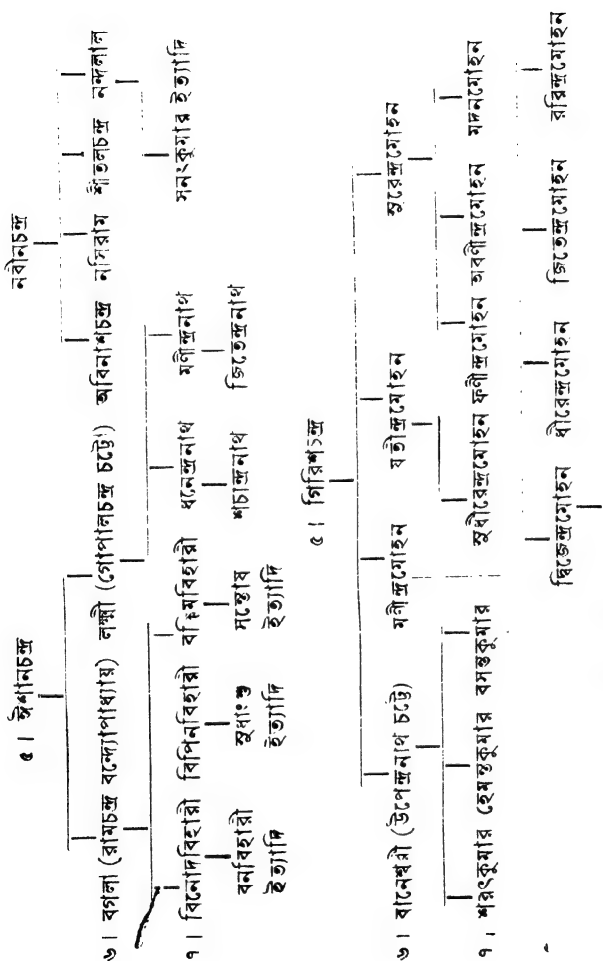 ৫। ঈশানচন্দ্র নবীনচন্দ্র
৬। বগলা (রামচন্দ্র বন্দ্যোপাধ্যায়) লক্ষ্মী (গোপালচন্দ্র চট্টো) অবিনাশচন্দ্র নসিরাম শীতলচন্দ্র নন্দলাল
৭। বিনোদবিহারী বিপিনবিহারী বঙ্কিমবিহারী ধনেন্দ্রনাথ মণীন্দ্রনাথ সনৎকুমার ইত্যাদি
বনবিহারী সুধাংশু সন্তোষ শচীন্দ্রনাথ জিতেন্দ্রনাথ
ইত্যাদি ইত্যাদি ইত্যাদি
৫। গিরিশচন্দ্র
৬। বানেশ্বরী (উপেন্দ্রনাথ চট্টো) মণীন্দ্রমোহন যতীন্দ্রমোহন সুরেন্দ্রমোহন
৭। শরৎকুমার হেমন্তকুমার বসন্তকুমার সুধীরেন্দ্রমোহন ফণীন্দ্রমোহন অবণীন্দ্রমোহন মদনমোহন
দ্বিজেন্দ্রমোহন ধীরেন্দ্রমোহন জিতেন্দ্রমোহন রবিন্দ্রমোহন